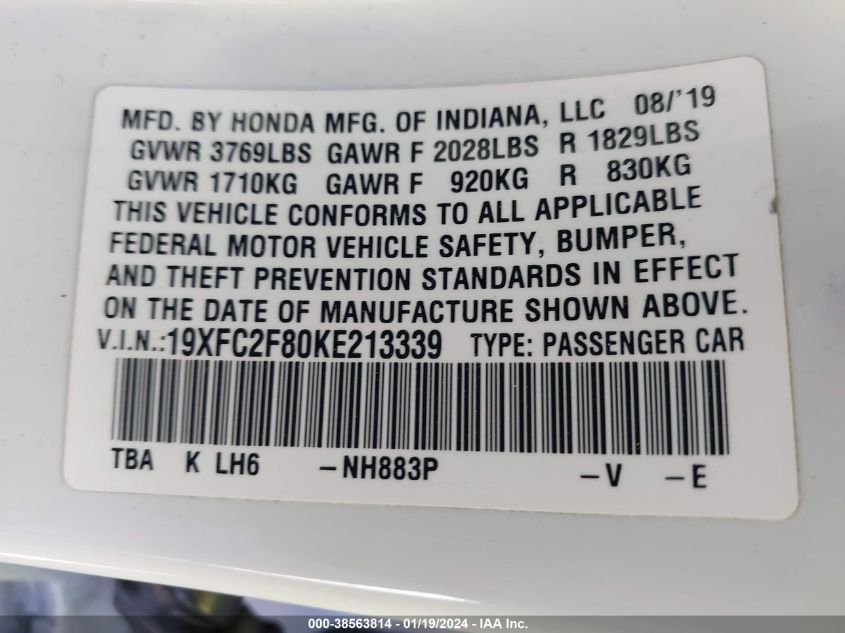 MFD. BY HONDA MFG. OF INDIANA, LLC 08/'19
GVWR 3769LBS GAWR F 2028LBS R 1829LBS
GVWR 1710KG GAWR F 920KG R 830KG
THIS VEHICLE CONFORMS TO ALL APPLICABLE
FEDERAL MOTOR VEHICLE SAFETY, BUMPER,
AND THEFT PREVENTION STANDARDS IN EFFECT
ON THE DATE OF MANUFACTURE SHOWN ABOVE.
V.I.N.:19XFC2F80KE213339 TYPE: PASSENGER CAR
TBA K LH6 -NH883P -V -E
000-38563814 - 01/19/2024 - IAA Inc.